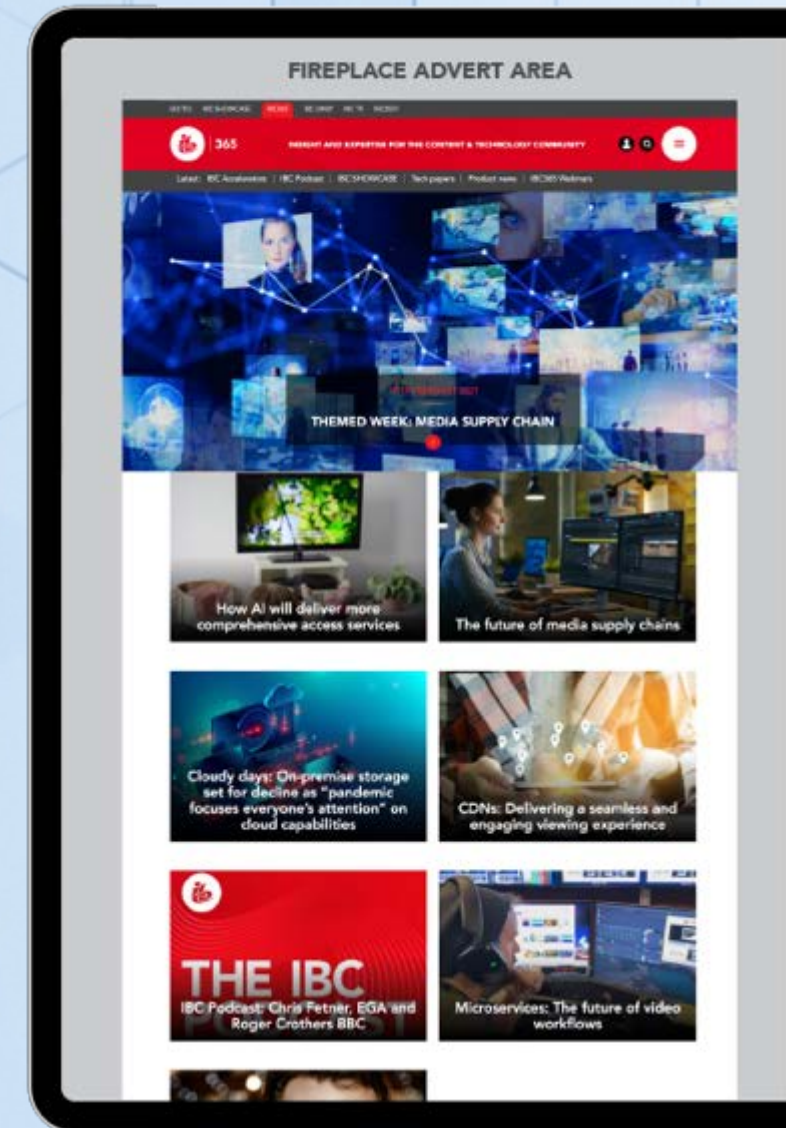 FIREPLACE ADVERT AREA
IBC SHOWCASE
365
INSIGHT AND EXPERTISE FOR THE CONTENT & TECHNOLOGY COMMUNITY
Latest: IBC Accelerators | IBC Podcast | IBC SHOWCASE | Tech papers | Product news | IBC365 Webinars
THEMED WEEK: MEDIA SUPPLY CHAIN
How AI will deliver more
comprehensive access services
The future of media supply chains
Cloudy days: On-premise storage
set for decline as "pandemic
focuses everyone's attention" on
cloud capabilities
CDNs: Delivering a seamless and
engaging viewing experience
THE IBC
IBC Podcast: Chris Fetner, EGA and
Roger Crothers BBC
Microservices: The future of video
workflows